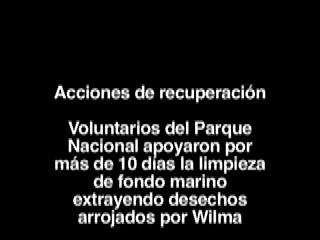 Acciones de recuperación
Voluntarios del Parque
Nacional apoyaron por
más de 10 días la limpieza
de fondo marino
extrayendo desechos
arrojados por Wilma